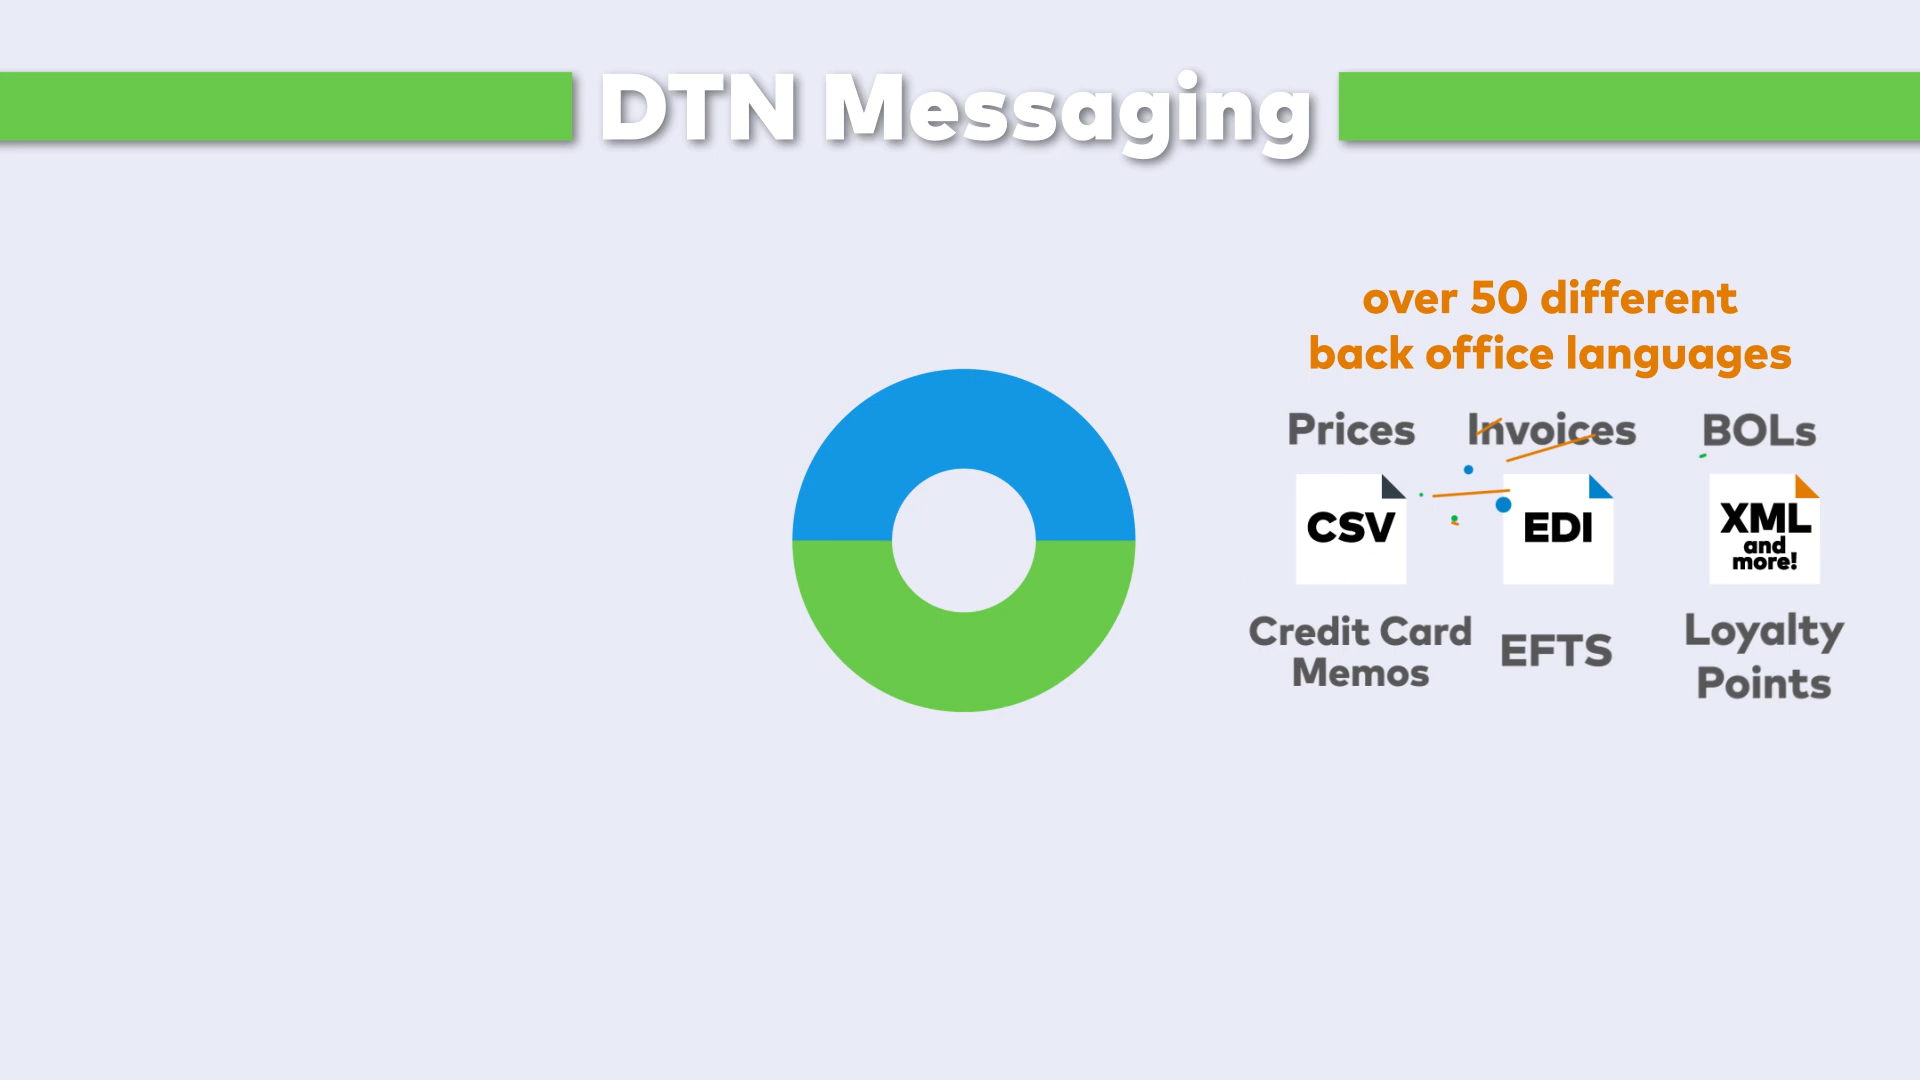 DTN Messaging
over 50 different
back office languages
Prices
Invoices
BOLs
CSV
EDI
XML
and
more!
Credit Card
Memos
EFTS
Loyalty
Points